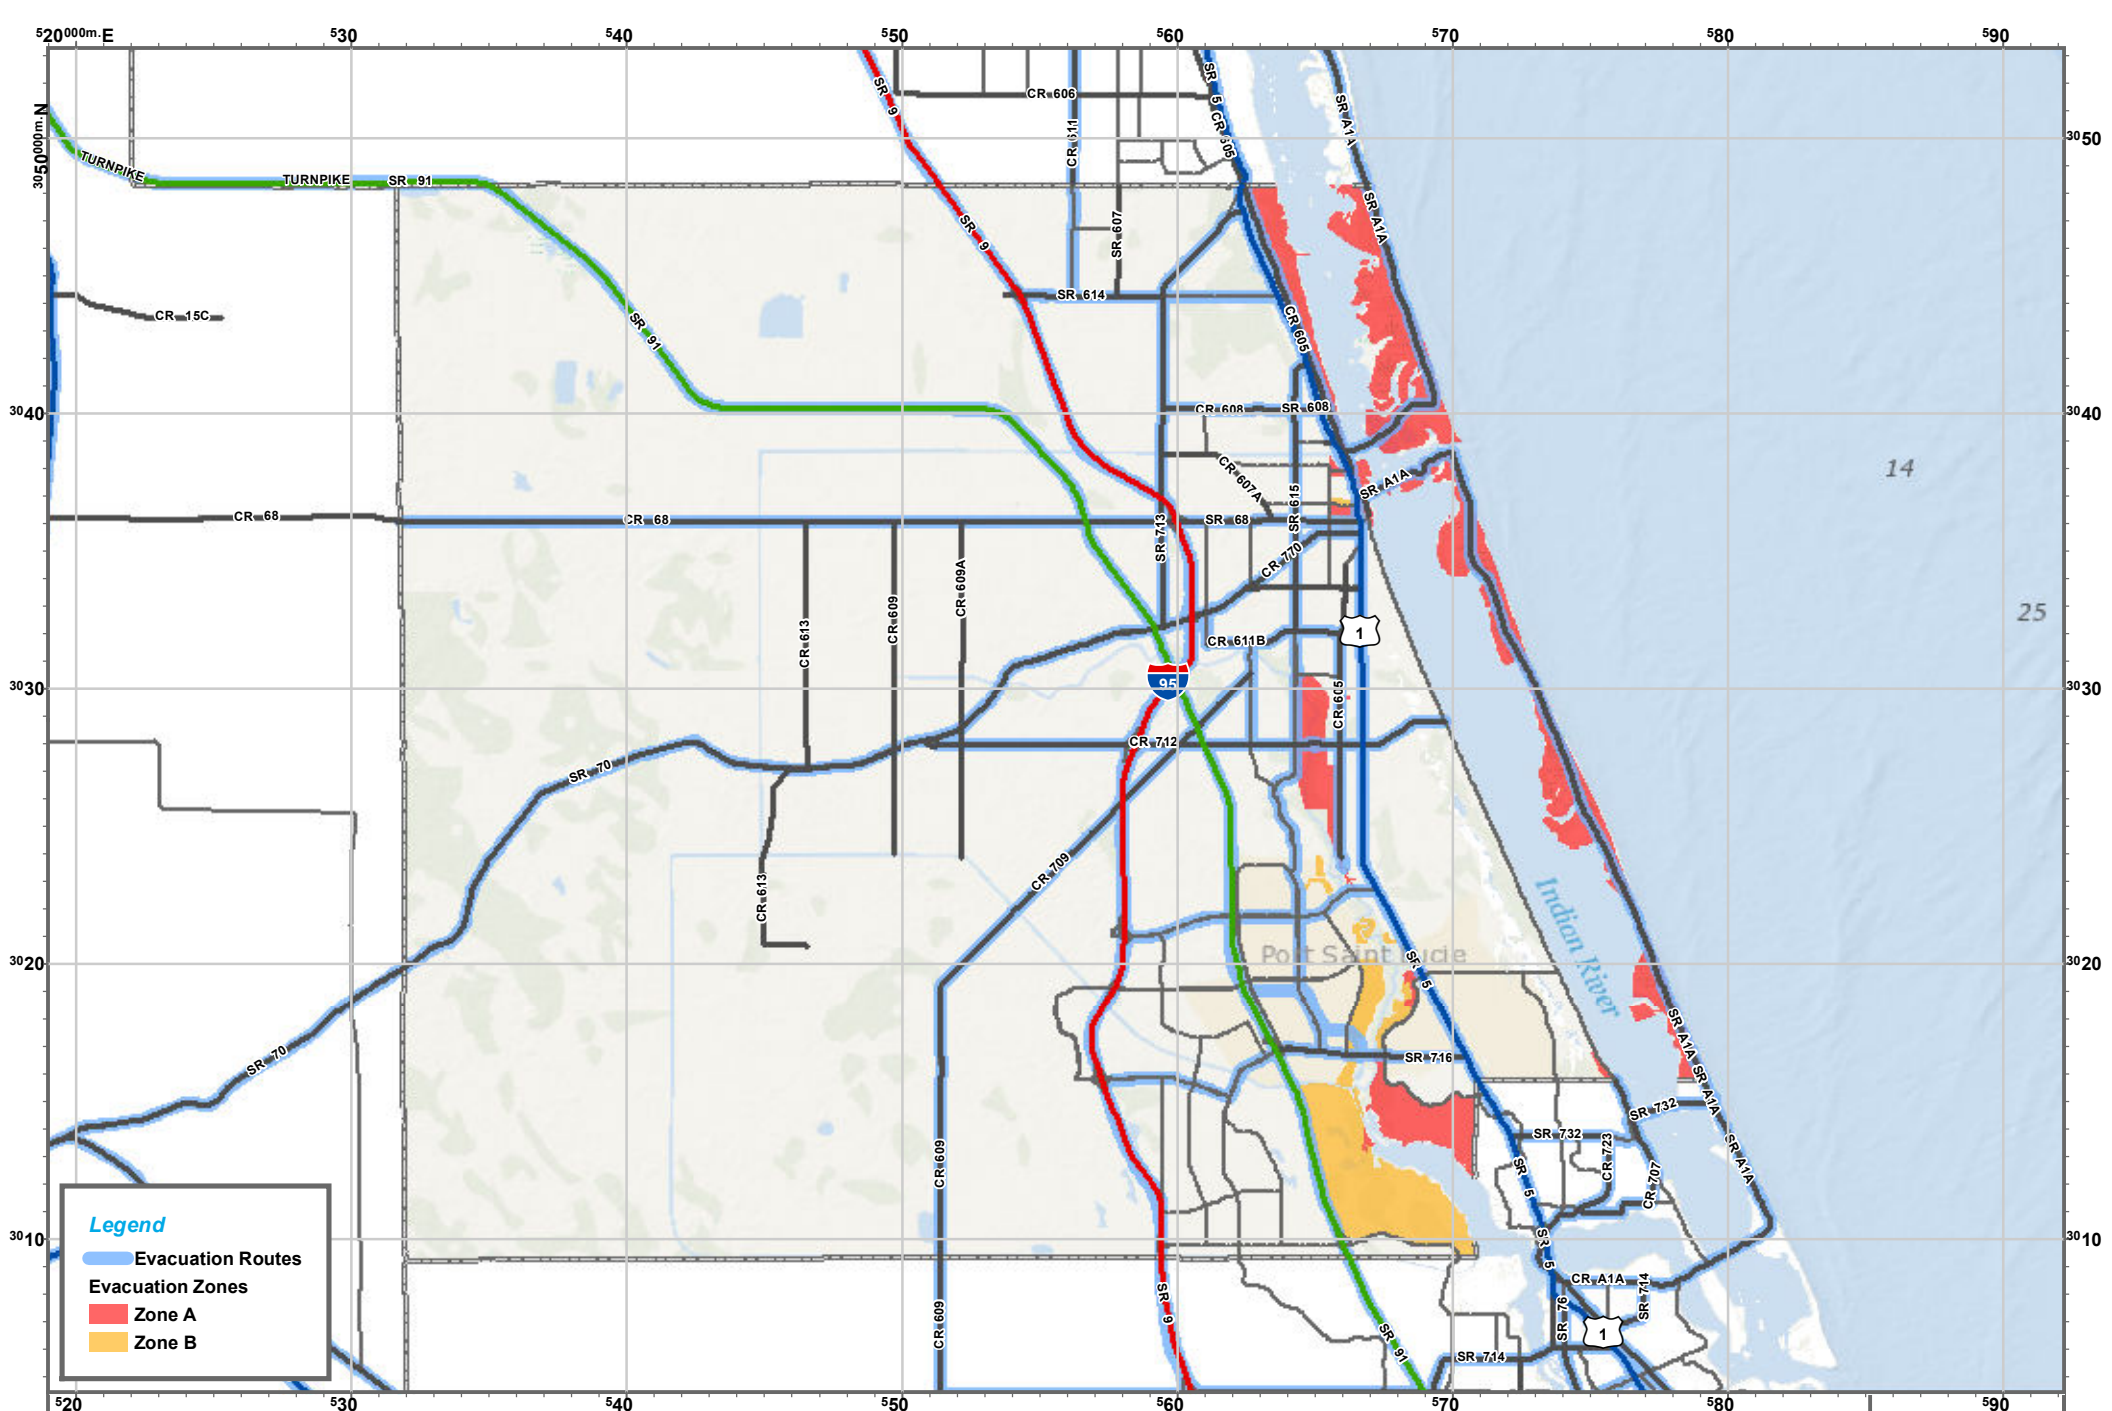 520000m.E 530 540 550 560 570 580 590
3050000m.N
3050
3040
3040
3030
3030
3020
3020
3010
3010
520 530 540 550 560 570 580 590
SR 9
CR 606
SR 5
CR 605
SR A1A
CR 611
TURNPIKE
TURNPIKE
SR 91
SR A1A
SR 9
SR 607
SR 614
CR 15C
SR 91
CR 605
CR 608
SR 608
CR 607A
SR A1A
14
SR 615
CR 68
CR 68
SR 68
SR 713
CR 770
25
CR 613
CR 609
CR 609A
CR 611B
1
95
CR 605
CR 712
SR 70
CR 709
CR 613
Indian River
Port Saint Lucie
SR 5
SR 70
SR 716
SR A1A
SR A1A
SR 732
SR 732
CR 723
CR 707
SR A1A
SR 5
CR 609
SR 5
CR A1A
SR 714
SR 76
1
SR 9
CR 609
SR 91
SR 714
Legend
Evacuation Routes
Evacuation Zones
Zone A
Zone B